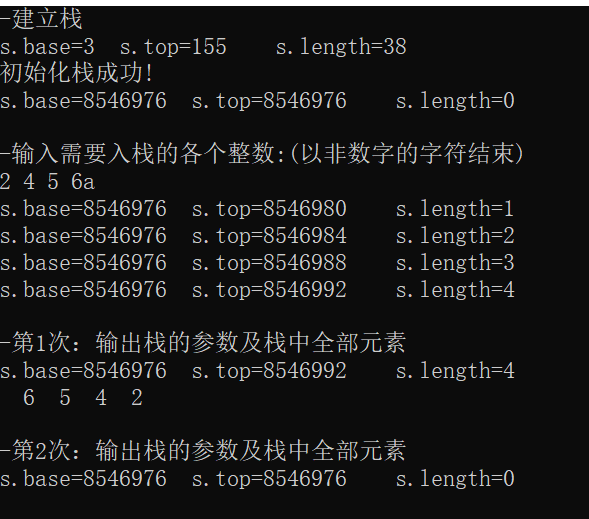 -建立栈
s.base=3  s.top=155    s.length=38
初始化栈成功!
s.base=8546976  s.top=8546976    s.length=0
-输入需要入栈的各个整数:(以非数字的字符结束)
2 4 5 6a
s.base=8546976  s.top=8546980    s.length=1
s.base=8546976  s.top=8546984    s.length=2
s.base=8546976  s.top=8546988    s.length=3
s.base=8546976  s.top=8546992    s.length=4
-第1次: 输出栈的参数及栈中全部元素
s.base=8546976  s.top=8546992    s.length=4
  6  5  4  2
-第2次: 输出栈的参数及栈中全部元素
s.base=8546976  s.top=8546976    s.length=0